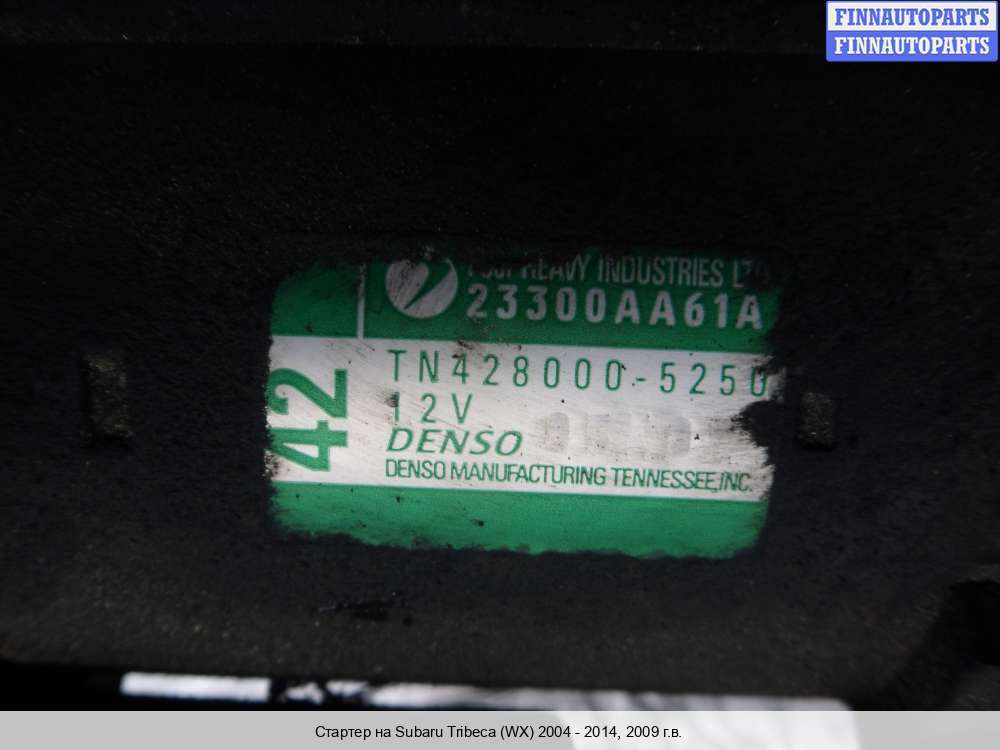 FINNAUTOPARTS
FINNAUTOPARTS
FUJI HEAVY INDUSTRIES LTD
23300AA61A
42
TN428000-5250
12V
DENSO
DENSO MANUFACTURING TENNESSEE, INC.
Стартер на Subaru Tribeca (WX) 2004 - 2014, 2009 г.в.